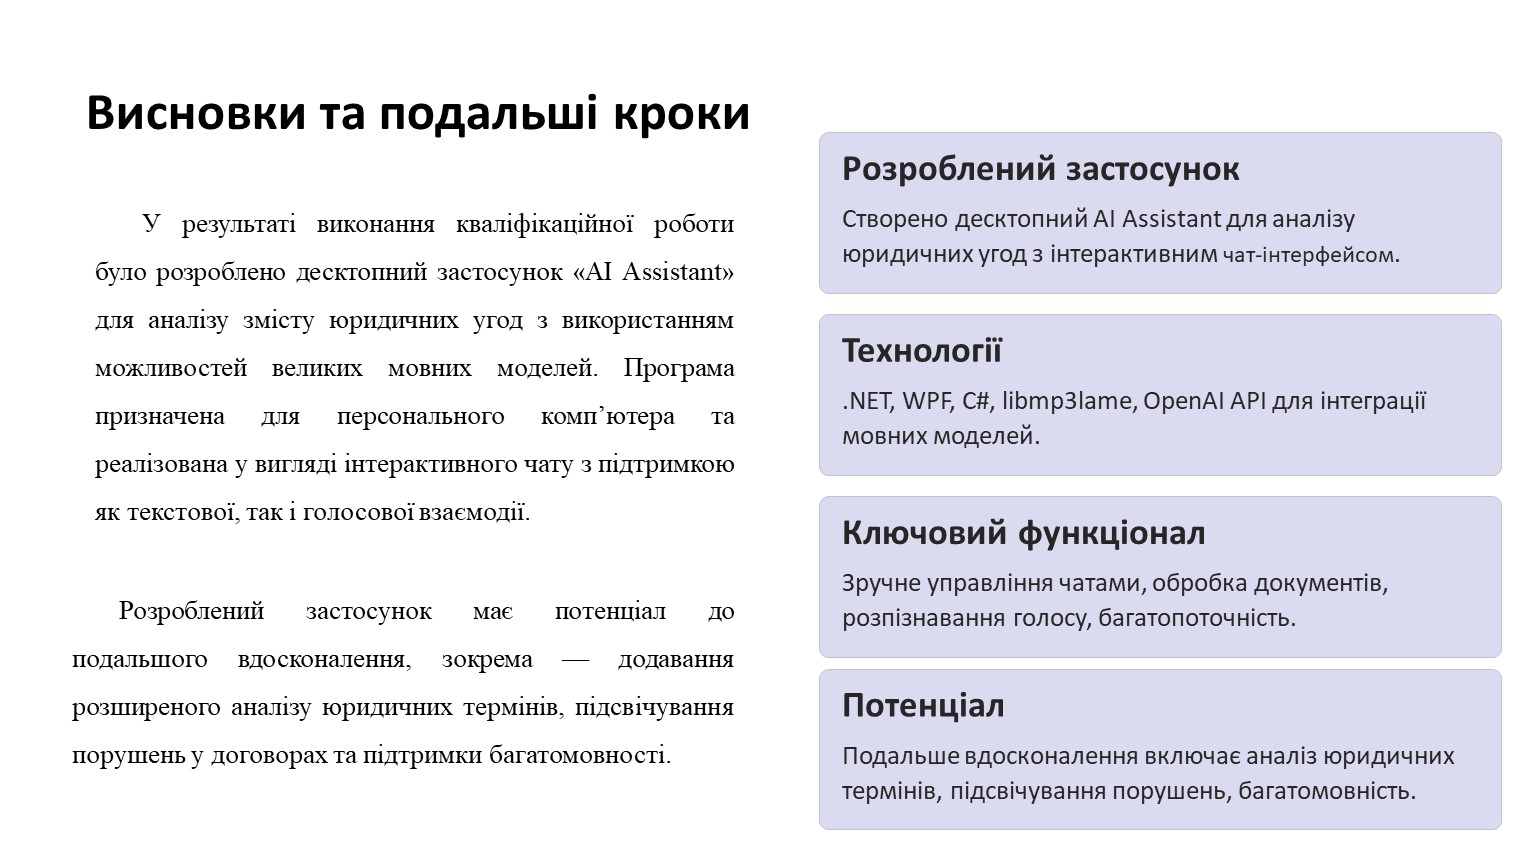 Висновки та подальші кроки
У результаті виконання кваліфікаційної роботи
було розроблено десктопний застосунок «AI Assistant»
для аналізу змісту юридичних угод з використанням
можливостей великих мовних моделей. Програма
призначена для персонального комп’ютера та
реалізована у вигляді інтерактивного чату з підтримкою
як текстової, так і голосової взаємодії.
Розроблений застосунок має потенціал до
подальшого вдосконалення, зокрема — додавання
розширеного аналізу юридичних термінів, підсвічування
порушень у договорах та підтримки багатомовності.
Розроблений застосунок
Створено десктопний AI Assistant для аналізу
юридичних угод з інтерактивним чат-інтерфейсом.
Технології
.NET, WPF, C#, libmp3lame, OpenAI API для інтеграції
мовних моделей.
Ключовий функціонал
Зручне управління чатами, обробка документів,
розпізнавання голосу, багатопоточність.
Потенціал
Подальше вдосконалення включає аналіз юридичних
термінів, підсвічування порушень, багатомовність.